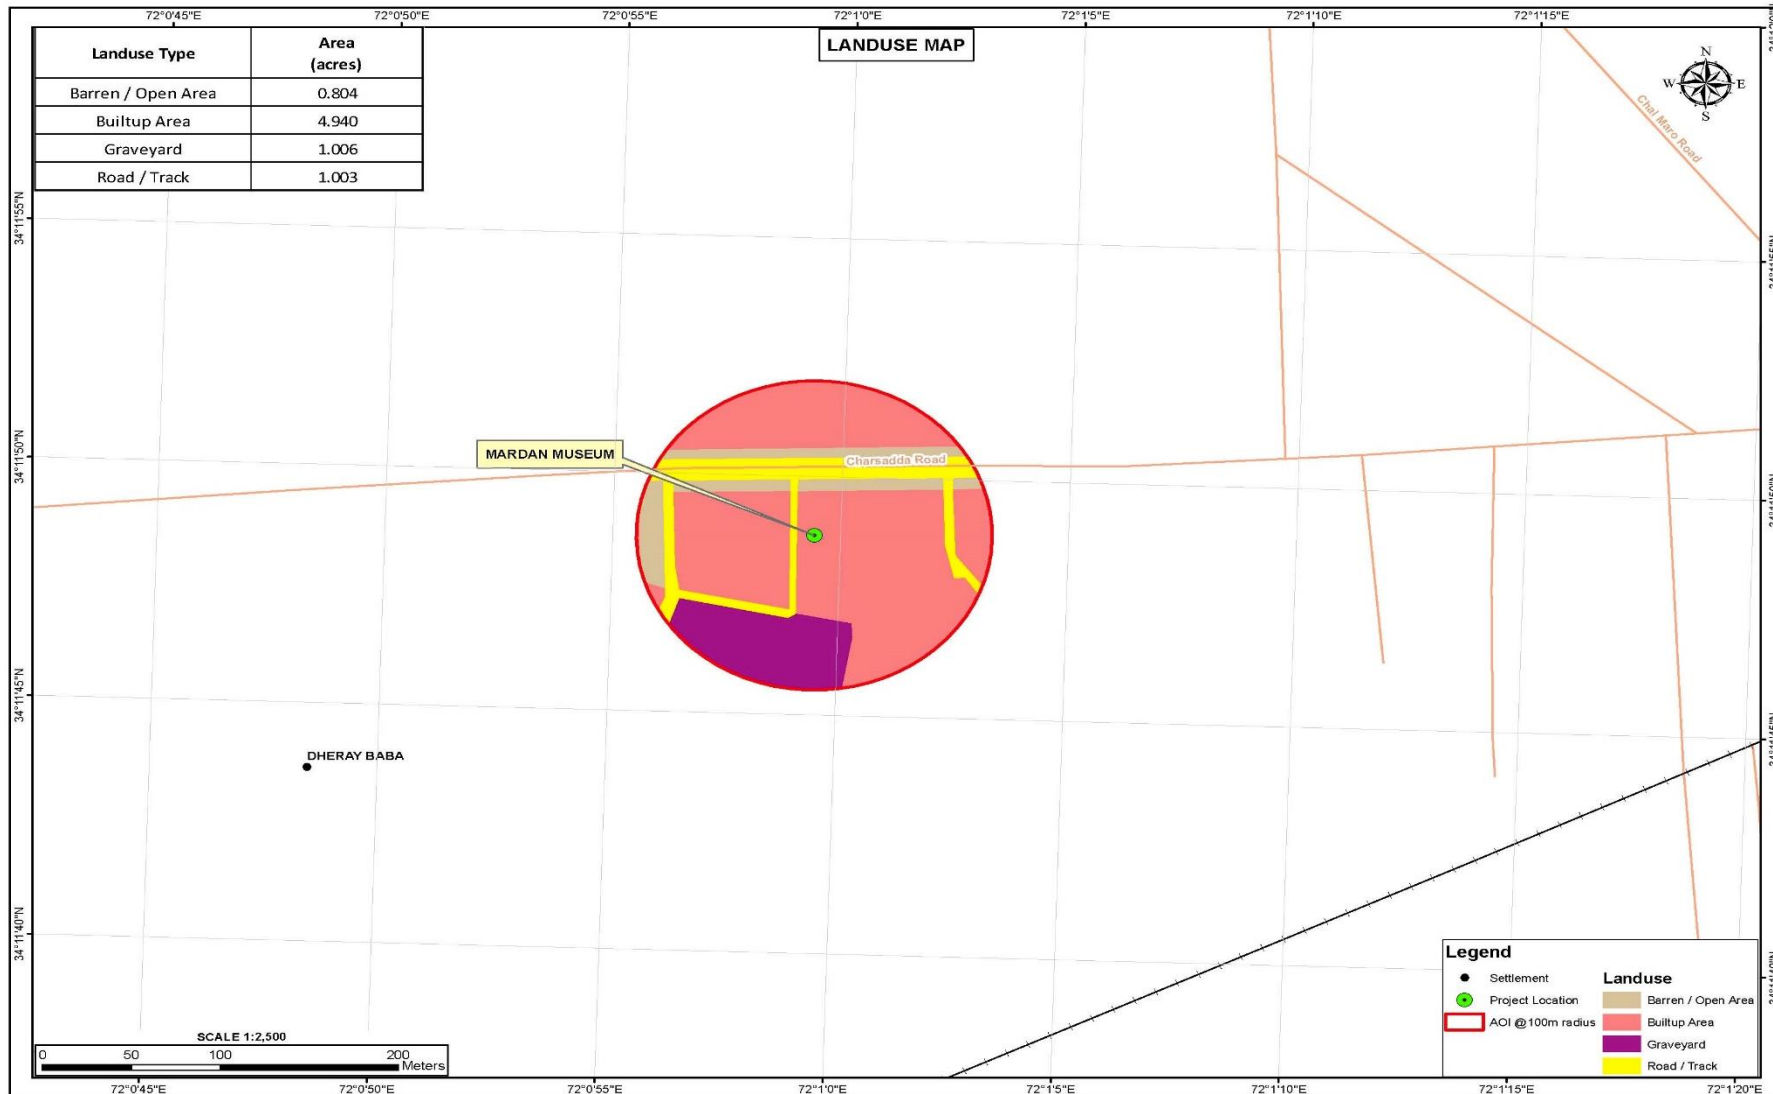 72°0'45"E 72°0'50"E 72°0'55"E 72°1'0"E 72°1'5"E 72°1'10"E 72°1'15"E
LANDUSE MAP
Landuse Type Area (acres)
Barren / Open Area 0.804
Builtup Area 4.940
Graveyard 1.006
Road / Track 1.003
N
W E
S
Chai Maro Road
34°11'55"N
34°11'50"N
34°11'45"N
34°11'40"N
MARDAN MUSEUM
Charsadda Road
DHERAY BABA
SCALE 1:2,500
0 50 100 200
Meters
Legend
Settlement
Project Location
AOI @100m radius
Landuse
Barren / Open Area
Builtup Area
Graveyard
Road / Track
72°0'45"E 72°0'50"E 72°0'55"E 72°1'0"E 72°1'5"E 72°1'10"E 72°1'15"E 72°1'20"E